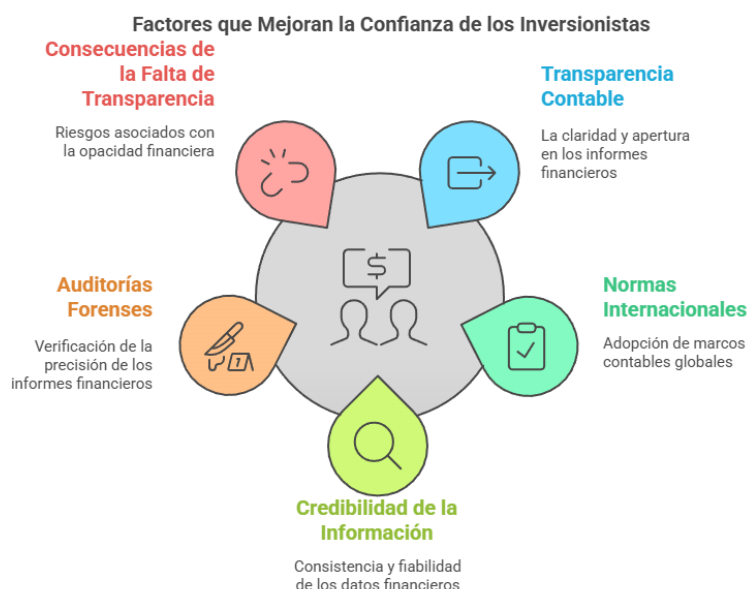 Factores que Mejoran la Confianza de los Inversionistas
Consecuencias de
la Falta de
Transparencia
Riesgos asociados con
la opacidad financiera
Transparencia
Contable
La claridad y apertura
en los informes
financieros
Auditorías
Forenses
Verificación de la
precisión de los
informes financieros
Normas
Internacionales
Adopción de marcos
contables globales
Credibilidad de la
Información
Consistencia y fiabilidad
de los datos financieros